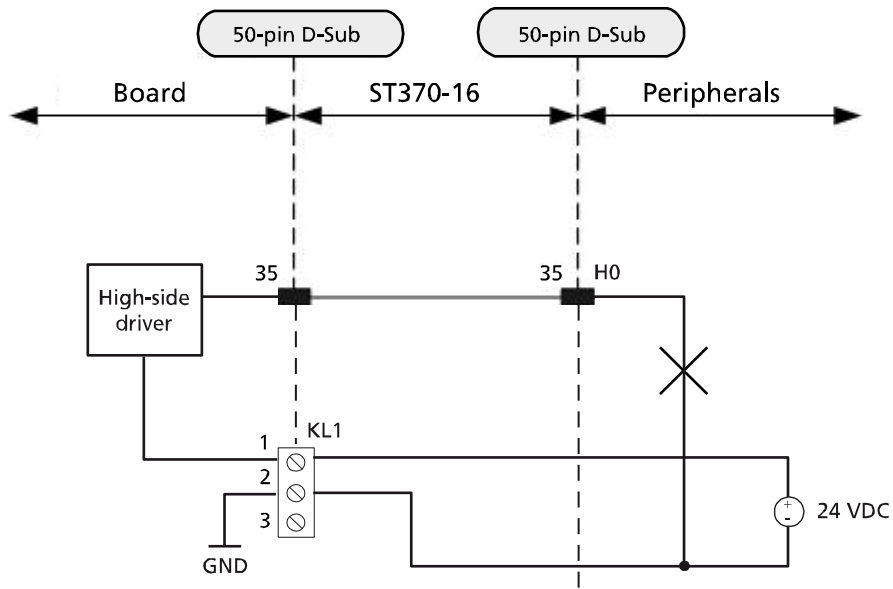 50-pin D-Sub
50-pin D-Sub
Board
ST370-16
Peripherals
35
35
H0
High-side
driver
KL1
1
2
3
+
-
24 VDC
GND